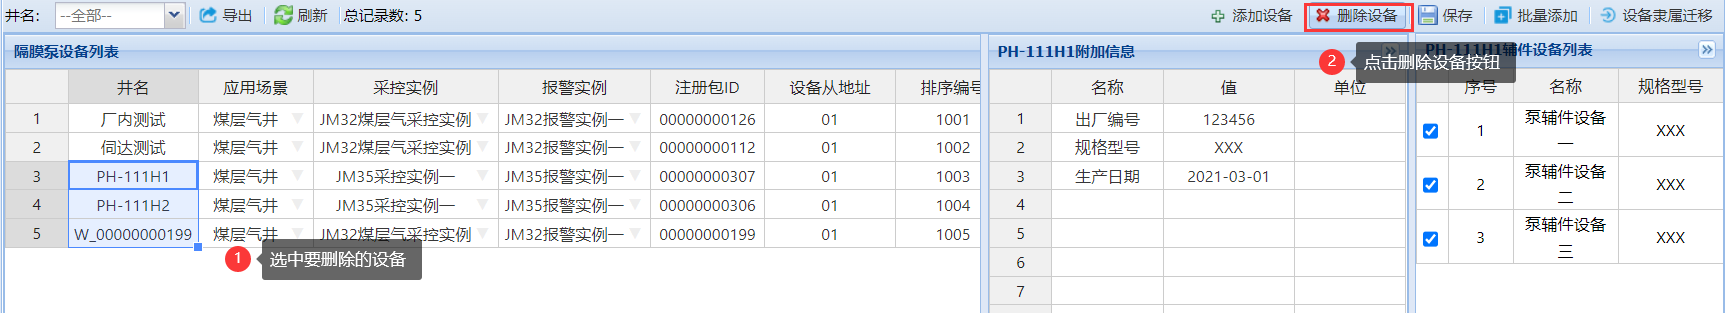 井名: --全部-- 导出 刷新 总记录数: 5 添加设备 删除设备 保存 批量添加 设备隶属迁移
隔膜泵设备列表
井名 应用场景 采控实例 报警实例 注册包ID 设备从地址 排序编号
1 厂内测试 煤层气井 JM32煤层气采控实例 JM32报警实例一 00000000126 01 1001
2 伺达测试 煤层气井 JM32煤层气采控实例 JM32报警实例一 00000000112 01 1002
3 PH-111H1 煤层气井 JM35采控实例一 JM35报警实例一 00000000307 01 1003
4 PH-111H2 煤层气井 JM35采控实例一 JM35报警实例一 00000000306 01 1004
5 W_00000000199 煤层气井 JM32煤层气采控实例 JM32报警实例一 00000000199 01 1005
1 选中要删除的设备
PH-111H1附加信息
2 点击删除设备按钮
名称 值 单位
1 出厂编号 123456
2 规格型号 XXX
3 生产日期 2021-03-01
4
5
6
7
PH-111H1辅件设备列表
序号 名称 规格型号
1 泵辅件设备一 XXX
2 泵辅件设备二 XXX
3 泵辅件设备三 XXX